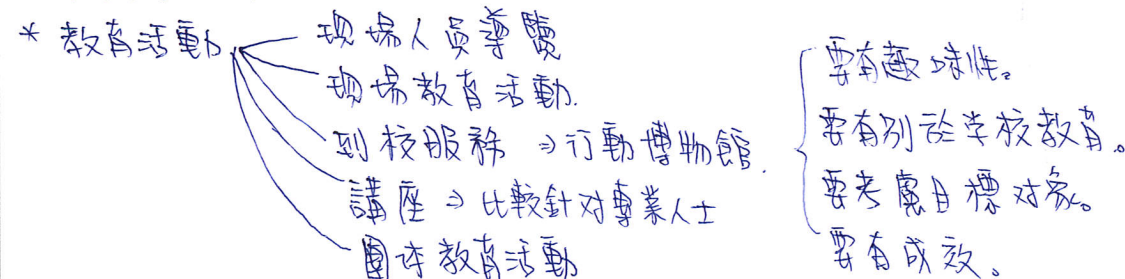 * 教育活動
現場人員導覽
現場教育活動.
到校服務 ⇒行動博物館.
講座 ⇒ 比較針对專業人士
團体教育活動
要有趣味性。
要有別於学校教育。
要考慮目標对象。
要有成效。